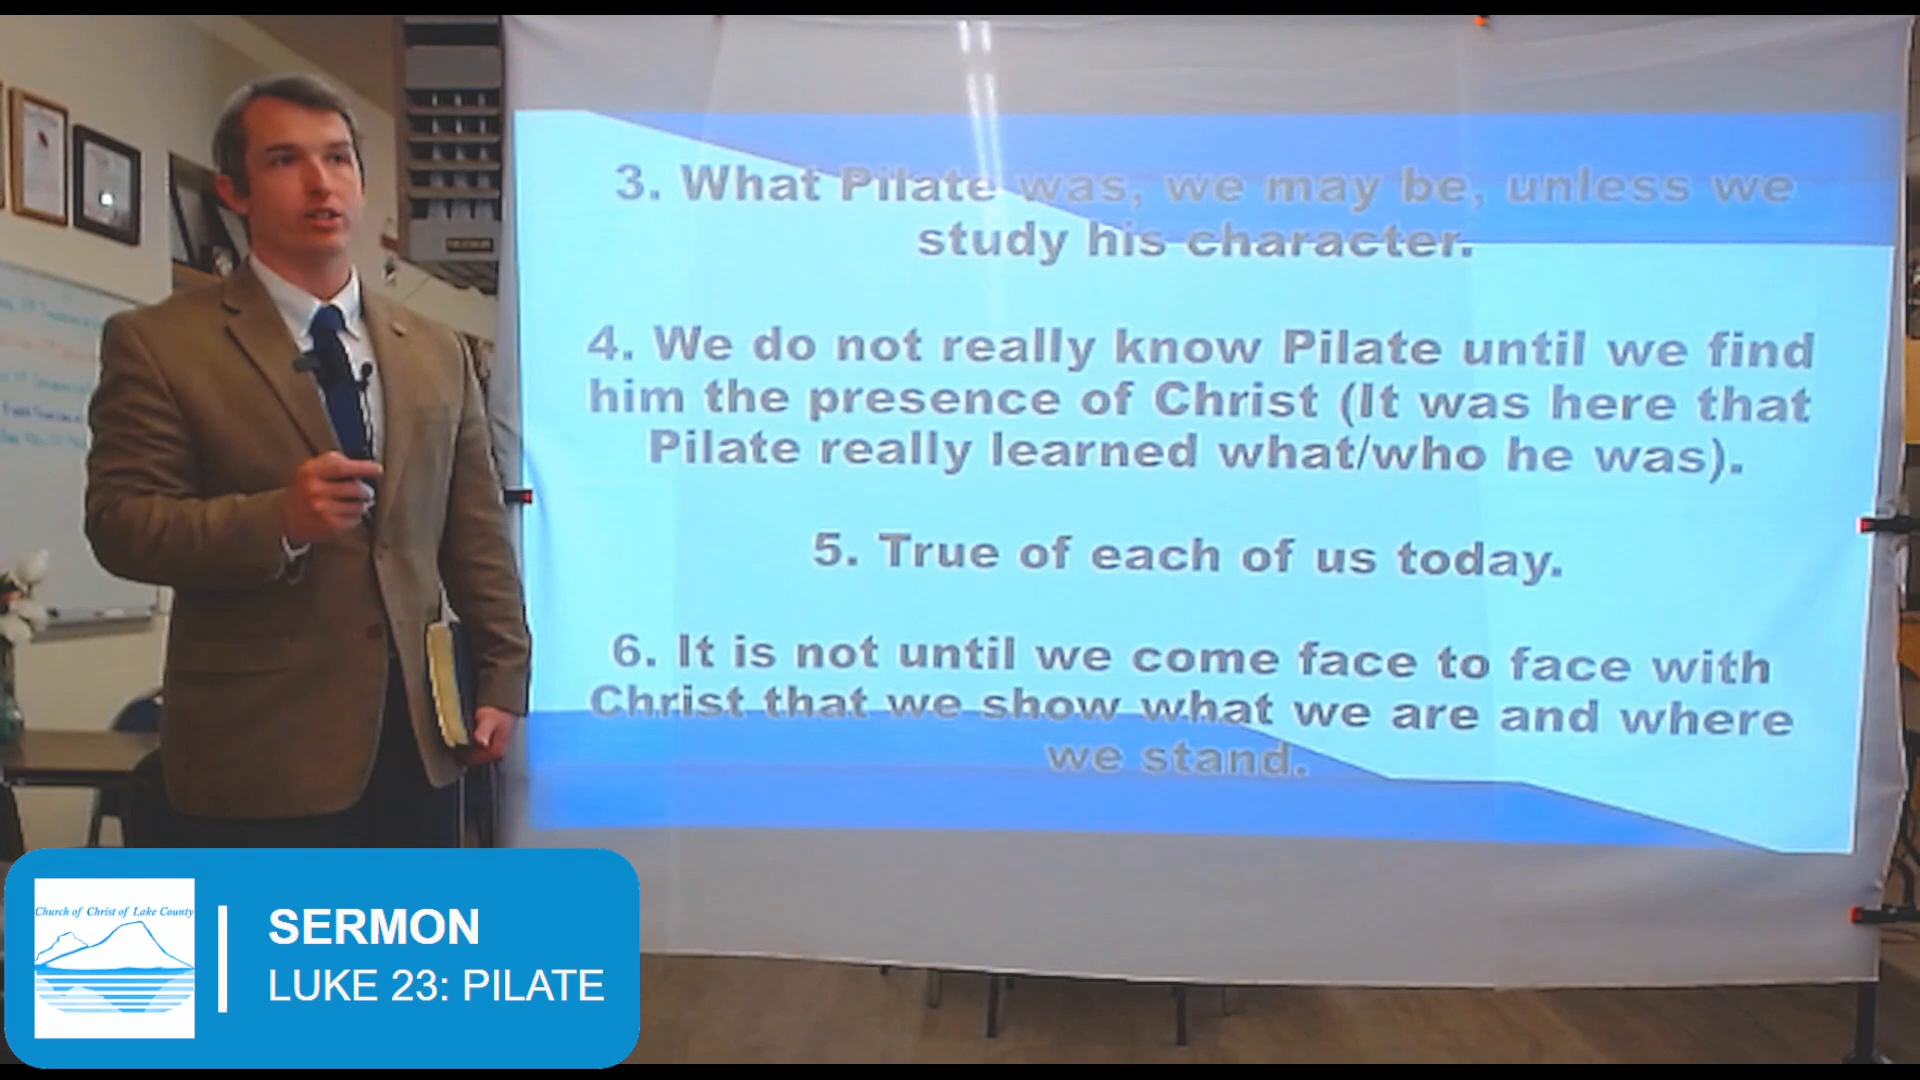 3. What Pilate was, we may be, unless we
study his character.
4. We do not really know Pilate until we find
him the presence of Christ (It was here that
Pilate really learned what/who he was).
5. True of each of us today.
6. It is not until we come face to face with
Christ that we show what we are and where
we stand.
Church of Christ of Lake County
SERMON
LUKE 23: PILATE